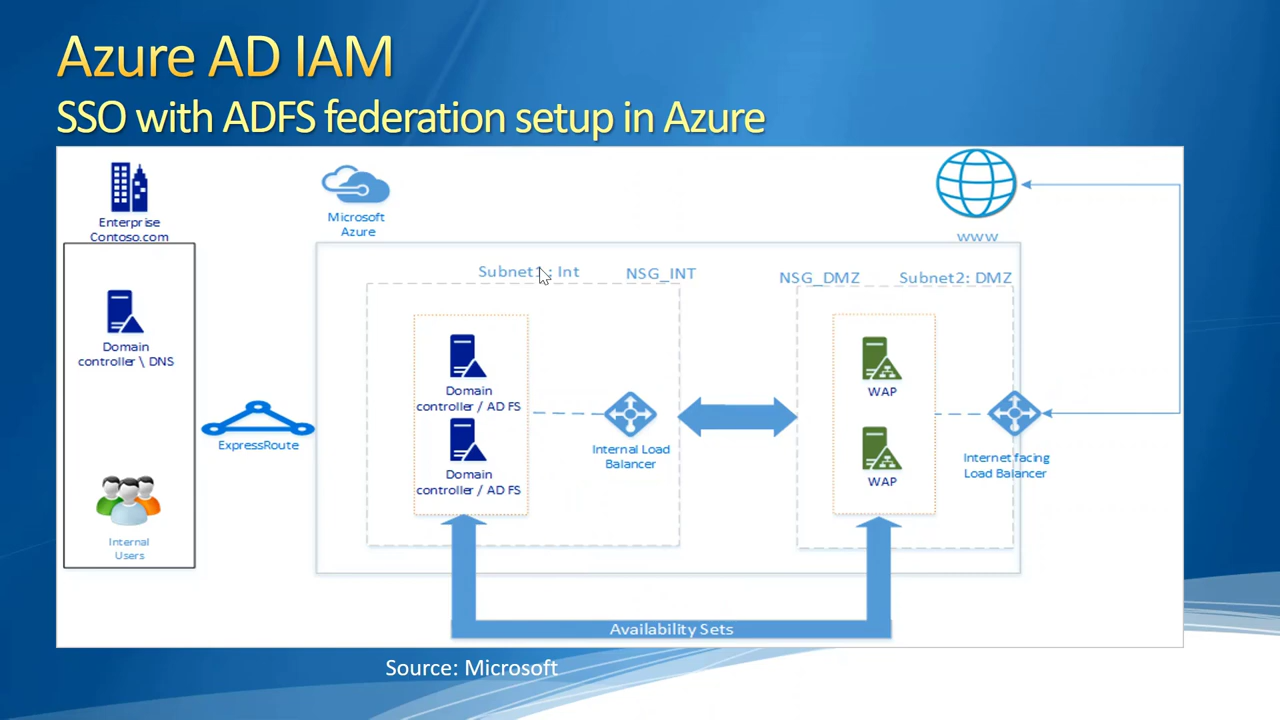 Azure AD IAM
SSO with ADFS federation setup in Azure
Enterprise
Contoso.com
Microsoft
Azure
www
Subnet1: Int
NSG_INT
NSG_DMZ
Subnet2: DMZ
Domain
controller \ DNS
Domain
controller / AD FS
Domain
controller / AD FS
WAP
WAP
ExpressRoute
Internal Load
Balancer
Internet facing
Load Balancer
Internal
Users
Availability Sets
Source: Microsoft